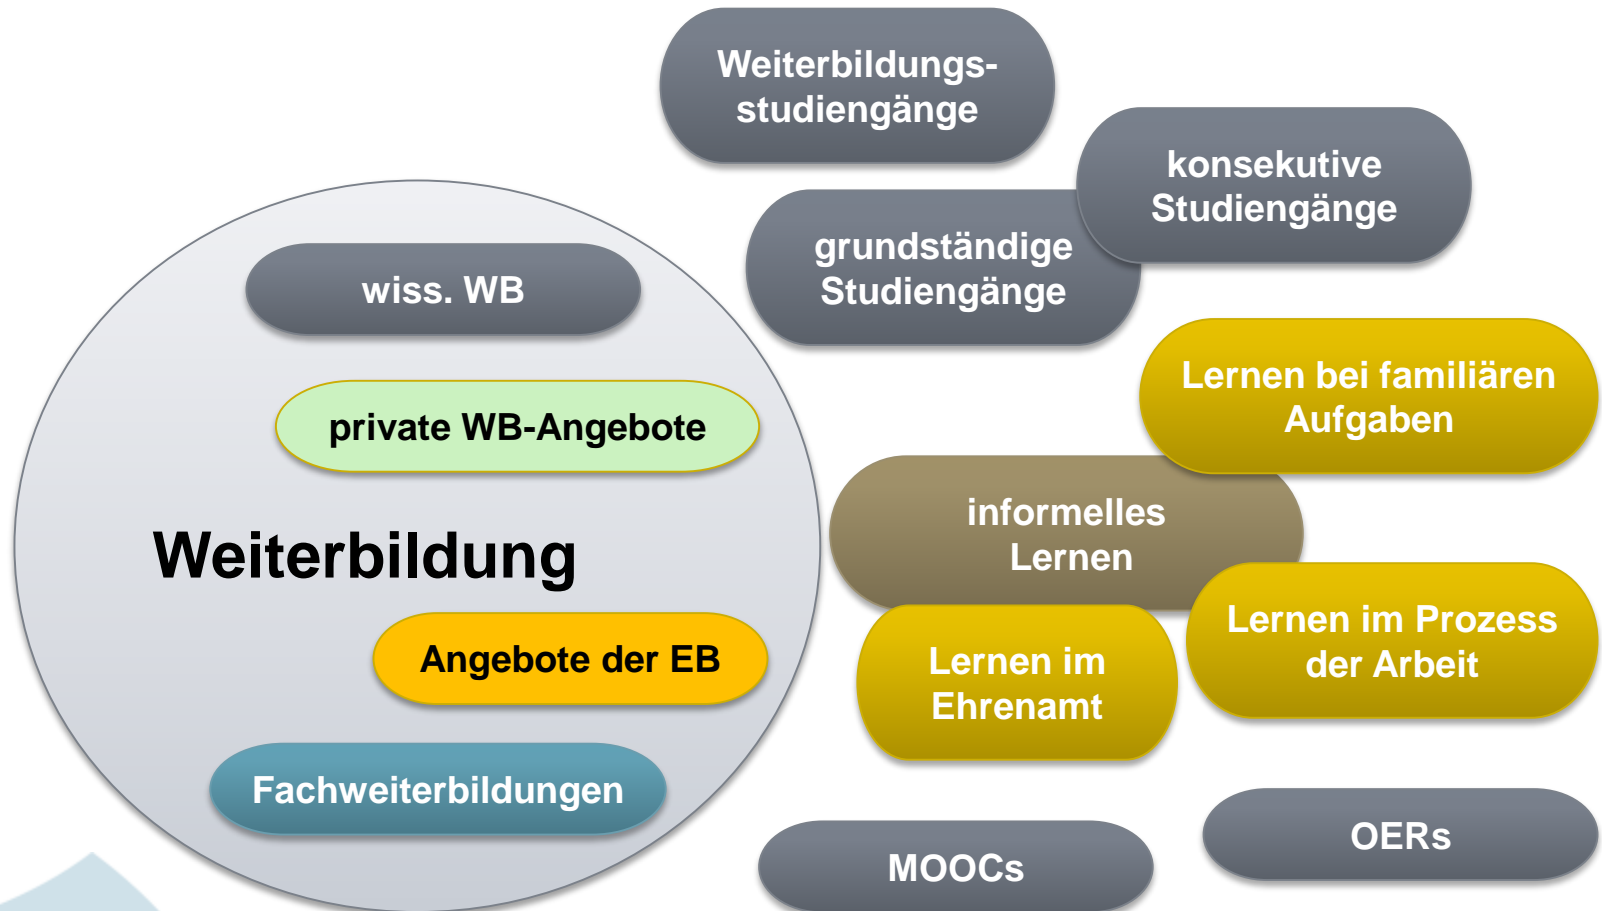 Weiterbildungs-
studiengänge
konsekutive
Studiengänge
grundständige
Studiengänge
wiss. WB
Lernen bei familiären
Aufgaben
private WB-Angebote
informelles
Lernen
Weiterbildung
Lernen im Prozess
der Arbeit
Angebote der EB
Lernen im
Ehrenamt
Fachweiterbildungen
OERs
MOOCs